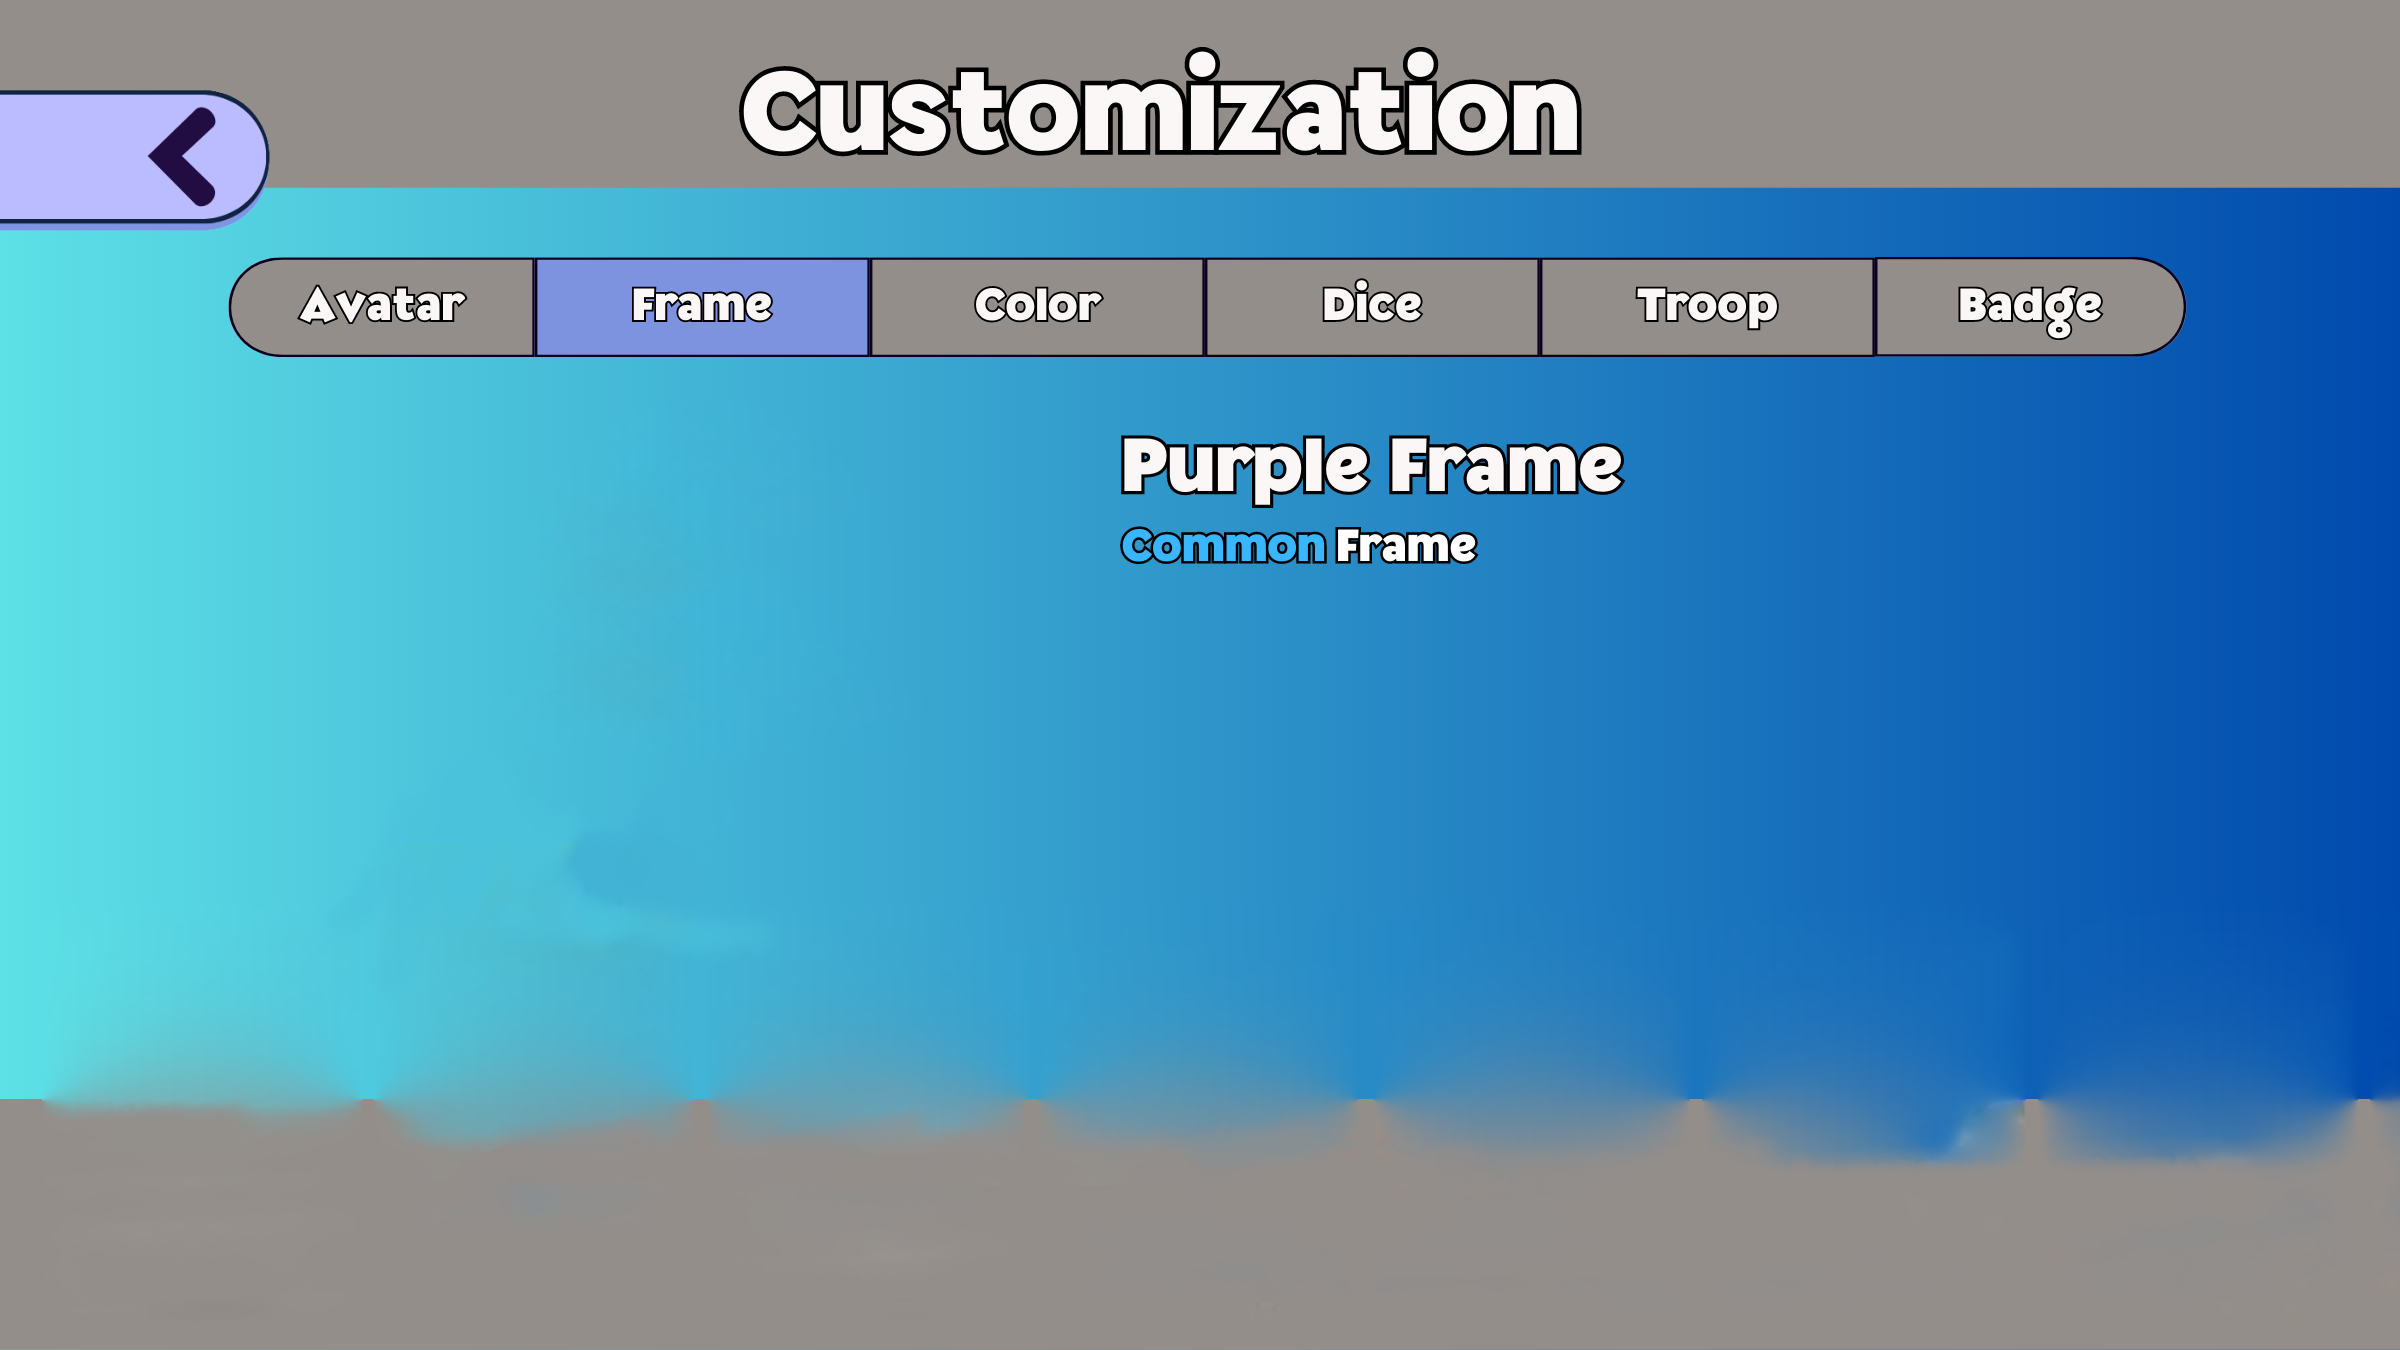 Customization
Avatar
Frame
Color
Dice
Troop
Badge
Purple Frame
Common Frame